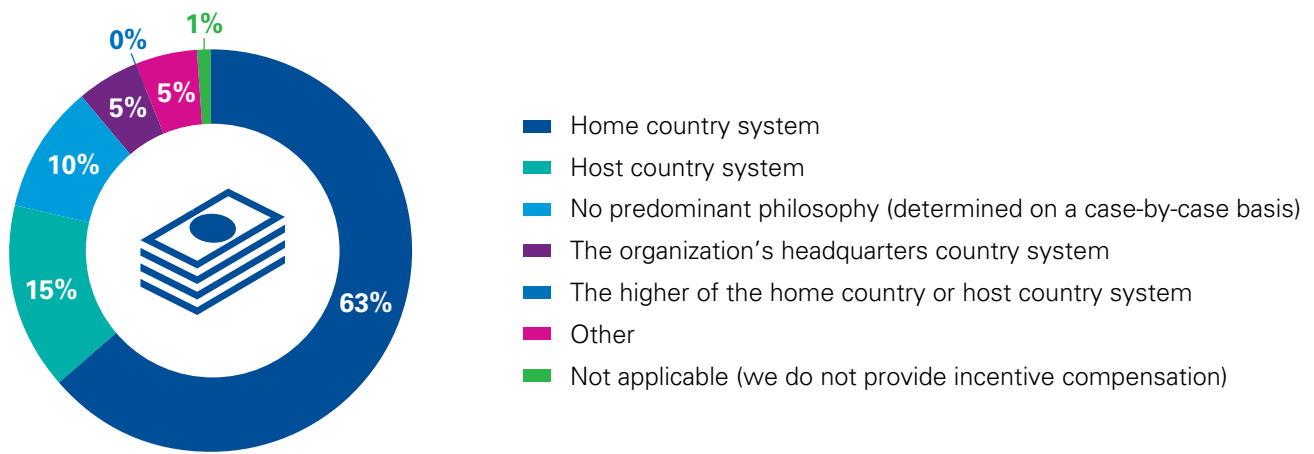 1%
0%
5%
5%
10%
15%
63%
Home country system
Host country system
No predominant philosophy (determined on a case-by-case basis)
The organization’s headquarters country system
The higher of the home country or host country system
Other
Not applicable (we do not provide incentive compensation)